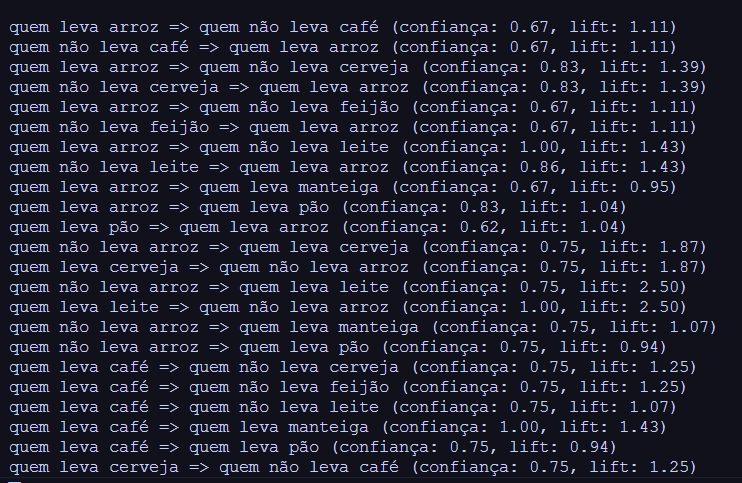 quem leva arroz => quem não leva café (confiança: 0.67, lift: 1.11)
quem não leva café => quem leva arroz (confiança: 0.67, lift: 1.11)
quem leva arroz => quem não leva cerveja (confiança: 0.83, lift: 1.39)
quem não leva cerveja => quem leva arroz (confiança: 0.83, lift: 1.39)
quem leva arroz => quem não leva feijão (confiança: 0.67, lift: 1.11)
quem não leva feijão => quem leva arroz (confiança: 0.67, lift: 1.11)
quem leva arroz => quem não leva leite (confiança: 1.00, lift: 1.43)
quem não leva leite => quem leva arroz (confiança: 0.86, lift: 1.43)
quem leva arroz => quem leva manteiga (confiança: 0.67, lift: 0.95)
quem leva arroz => quem leva pão (confiança: 0.83, lift: 1.04)
quem leva pão => quem leva arroz (confiança: 0.62, lift: 1.04)
quem não leva arroz => quem leva cerveja (confiança: 0.75, lift: 1.87)
quem leva cerveja => quem não leva arroz (confiança: 0.75, lift: 1.87)
quem não leva arroz => quem leva leite (confiança: 0.75, lift: 2.50)
quem leva leite => quem não leva arroz (confiança: 1.00, lift: 2.50)
quem não leva arroz => quem leva manteiga (confiança: 0.75, lift: 1.07)
quem não leva arroz => quem leva pão (confiança: 0.75, lift: 0.94)
quem leva café => quem não leva cerveja (confiança: 0.75, lift: 1.25)
quem leva café => quem não leva feijão (confiança: 0.75, lift: 1.25)
quem leva café => quem não leva leite (confiança: 0.75, lift: 1.07)
quem leva café => quem leva manteiga (confiança: 1.00, lift: 1.43)
quem leva café => quem leva pão (confiança: 0.75, lift: 0.94)
quem leva cerveja => quem não leva café (confiança: 0.75, lift: 1.25)